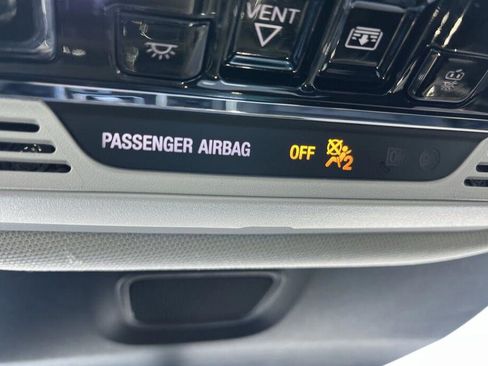 VENT
PASSENGER AIRBAG OFF 2